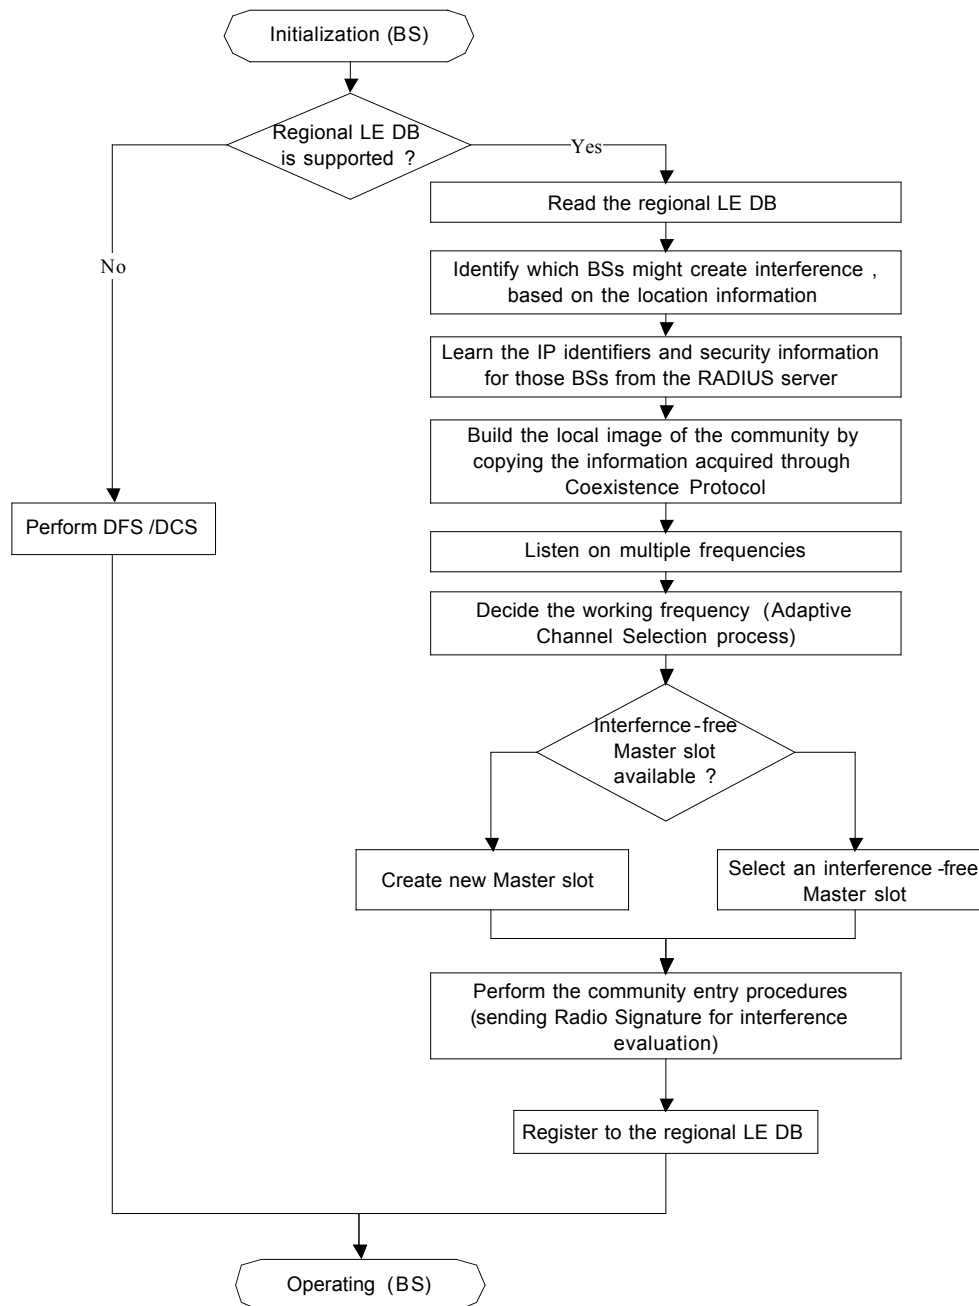 Initialization (BS)
Regional LE DB
is supported ?
Yes
No
Read the regional LE DB
Identify which BSs might create interference ,
based on the location information
Learn the IP identifiers and security information
for those BSs from the RADIUS server
Build the local image of the community by
copying the information acquired through
Coexistence Protocol
Perform DFS /DCS
Listen on multiple frequencies
Decide the working frequency (Adaptive
Channel Selection process)
Interfernce-free
Master slot
available ?
Create new Master slot
Select an interference -free
Master slot
Perform the community entry procedures
(sending Radio Signature for interference
evaluation)
Register to the regional LE DB
Operating (BS)